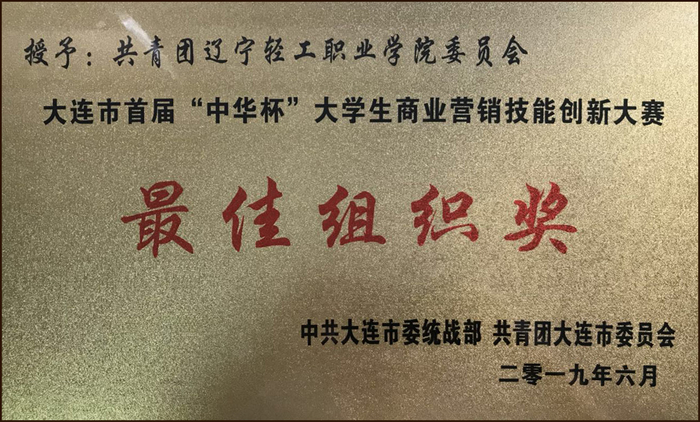 授予：共青团辽宁轻工职业学院委员会
大连市首届“中华杯”大学生商业营销技能创新大赛
最佳组织奖
中共大连市委统战部 共青团大连市委员会
二零一九年六月